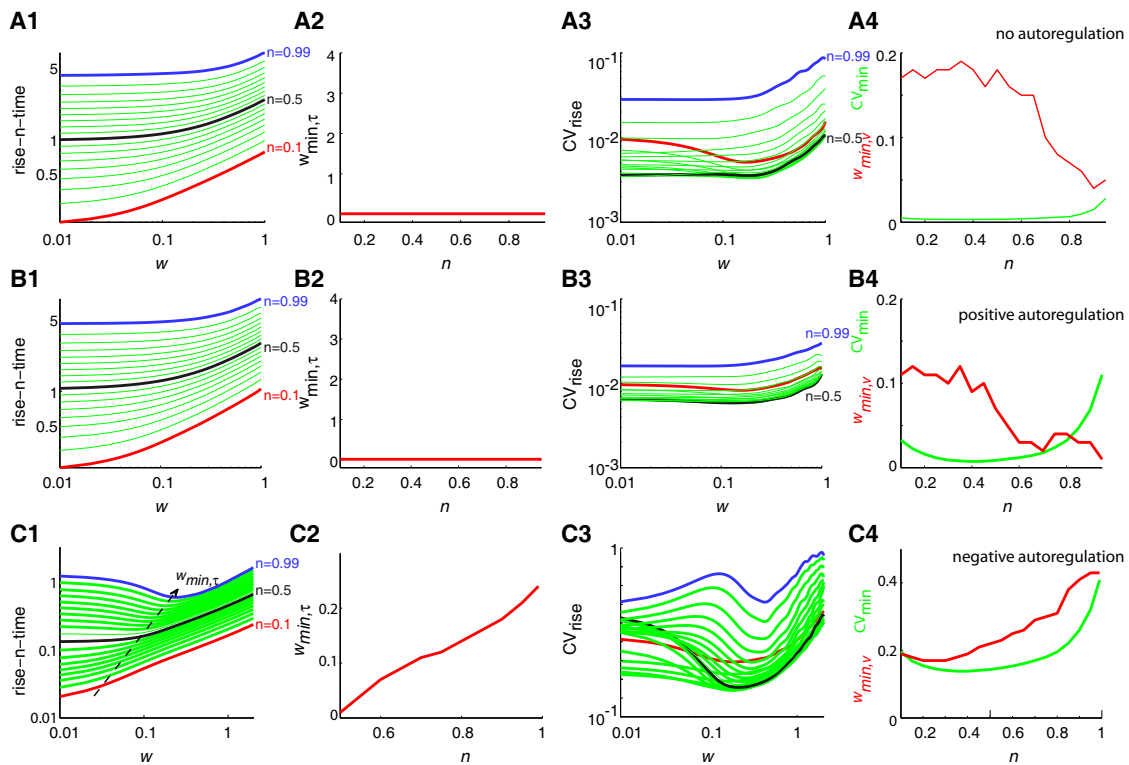 A1
rise-n-time
5
1
0.5
n=0.99
n=0.5
n=0.1
0.01
0.1
1
w
A2
w_min,τ
4
3
2
1
0
0.2
0.4
0.6
0.8
n
A3
CV_rise
10^-1
10^-2
10^-3
n=0.99
n=0.5
0.01
0.1
1
w
A4
no autoregulation
w_min,v
CV_min
0.2
0.1
0
0.2
0.4
0.6
0.8
n
B1
rise-n-time
5
1
0.5
n=0.99
n=0.5
n=0.1
0.01
0.1
1
w
B2
w_min,τ
4
3
2
1
0
0.2
0.4
0.6
0.8
n
B3
CV_rise
10^-1
10^-2
10^-3
n=0.99
n=0.5
0.01
0.1
1
w
B4
positive autoregulation
w_min,v
CV_min
0.2
0.1
0
0.2
0.4
0.6
0.8
n
C1
rise-n-time
1
0.10
0.01
w_min,τ
n=0.99
n=0.5
n=0.1
0.01
0.1
1
w
C2
w_min,τ
0.2
0.10
0
0.6
0.8
1
n
C3
CV_rise
1
10^-1
0.01
0.1
1
w
C4
negative autoregulation
w_min,v
CV_min
0.4
0.2
0
0.2
0.4
0.6
0.8
1
n